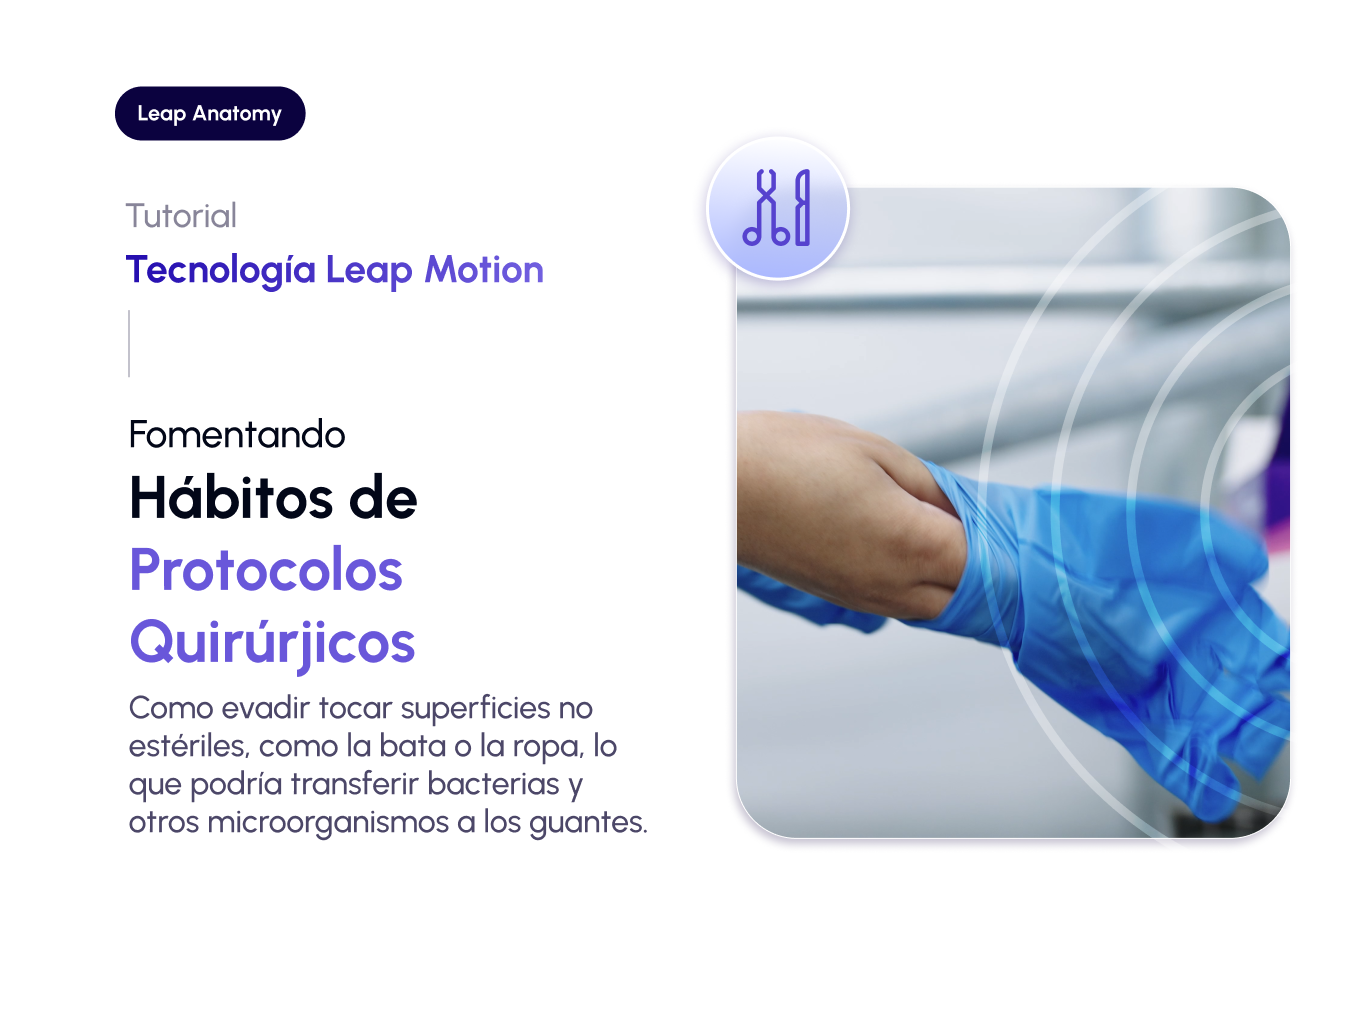 Leap Anatomy
Tutorial
Tecnología Leap Motion
Fomentando
Hábitos de
Protocolos
Quirúrjicos
Como evadir tocar superficies no
estériles, como la bata o la ropa, lo
que podría transferir bacterias y
otros microorganismos a los guantes.